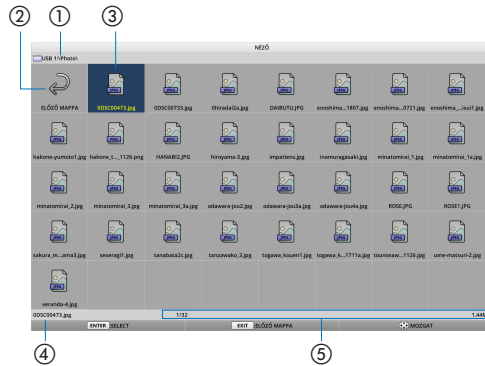 ② ① ③
NÉZŐ
USB 1:\Photo\
ELŐZŐ MAPPA 0DSC00473.jpg 0DSC00733.jpg 0hiradai2a.jpg DAIBUTU.JPG enoshima...1807.jpg enoshima...0721.jpg enoshima_...isui1.jpg
hakone-yumoto1.jpg hakone_t..._1126.png HANABI2.JPG hiroyama-3.jpg impatiens.jpg inamuragasaki.jpg minatomirai_1.jpg minatomirai_1a.jpg
minatomirai_2.jpg minatomirai_3.jpg minatomirai_3a.jpg odawara-jou2.jpg odawara-jou3a.jpg odawara-jou4a.jpg ROSE.JPG ROSE1.JPG
sakura_m...ama3.jpg seseragi1.jpg tanabata2c.jpg tanzawako_3.jpg togawa_kouen1.jpg togawa_k...1711a.jpg tounosaw...1126.jpg ume-matsuri-2.jpg
veranda-4.jpg
0DSC00473.jpg 1/32 1.44M
ENTER :SELECT EXIT :ELŐZŐ MAPPA :MOZGAT
④ ⑤